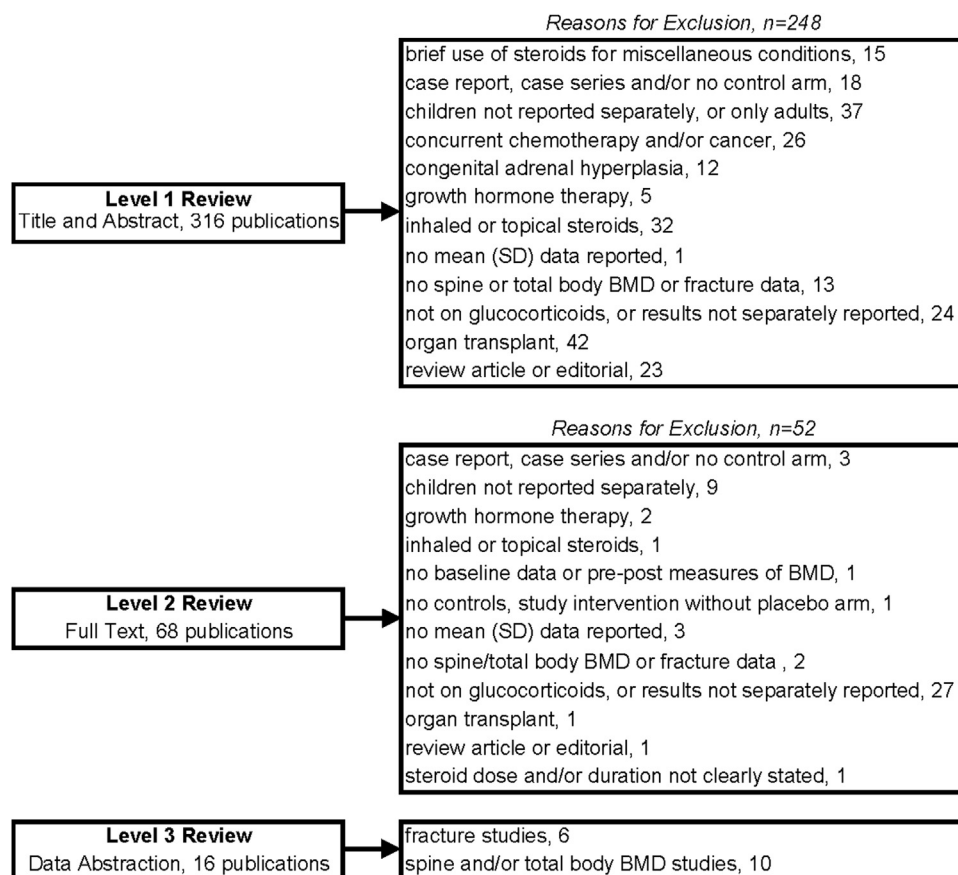 Reasons for Exclusion, n=248
brief use of steroids for miscellaneous conditions, 15
case report, case series and/or no control arm, 18
children not reported separately, or only adults, 37
concurrent chemotherapy and/or cancer, 26
congenital adrenal hyperplasia, 12
growth hormone therapy, 5
inhaled or topical steroids, 32
no mean (SD) data reported, 1
no spine or total body BMD or fracture data, 13
not on glucocorticoids, or results not separately reported, 24
organ transplant, 42
review article or editorial, 23
Level 1 Review
Title and Abstract, 316 publications
Reasons for Exclusion, n=52
case report, case series and/or no control arm, 3
children not reported separately, 9
growth hormone therapy, 2
inhaled or topical steroids, 1
no baseline data or pre-post measures of BMD, 1
no controls, study intervention without placebo arm, 1
no mean (SD) data reported, 3
no spine/total body BMD or fracture data , 2
not on glucocorticoids, or results not separately reported, 27
organ transplant, 1
review article or editorial, 1
steroid dose and/or duration not clearly stated, 1
Level 2 Review
Full Text, 68 publications
Level 3 Review
Data Abstraction, 16 publications
fracture studies, 6
spine and/or total body BMD studies, 10